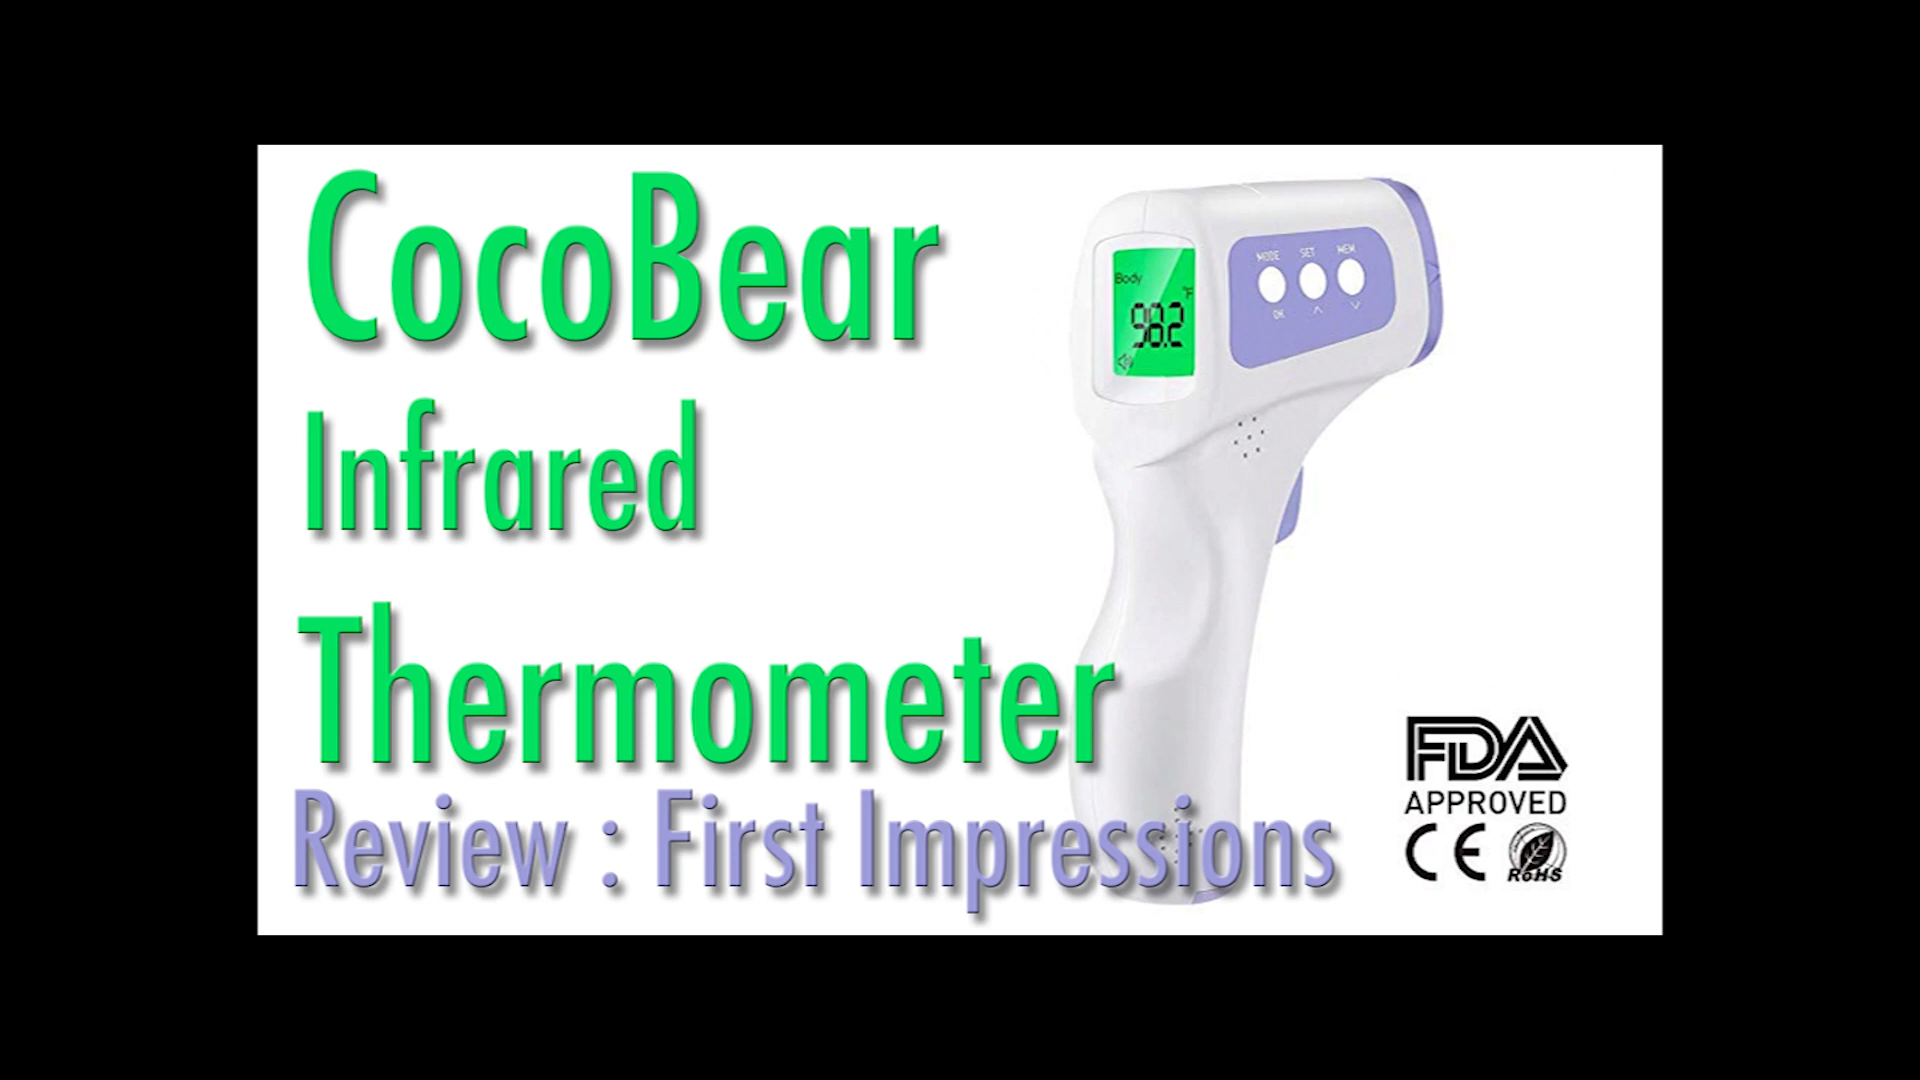 CocoBear
Infrared
Thermometer
Review : First Impressions
MODE SET MEM
OK
Body
°F
98.2
FDA
APPROVED
CE RoHS